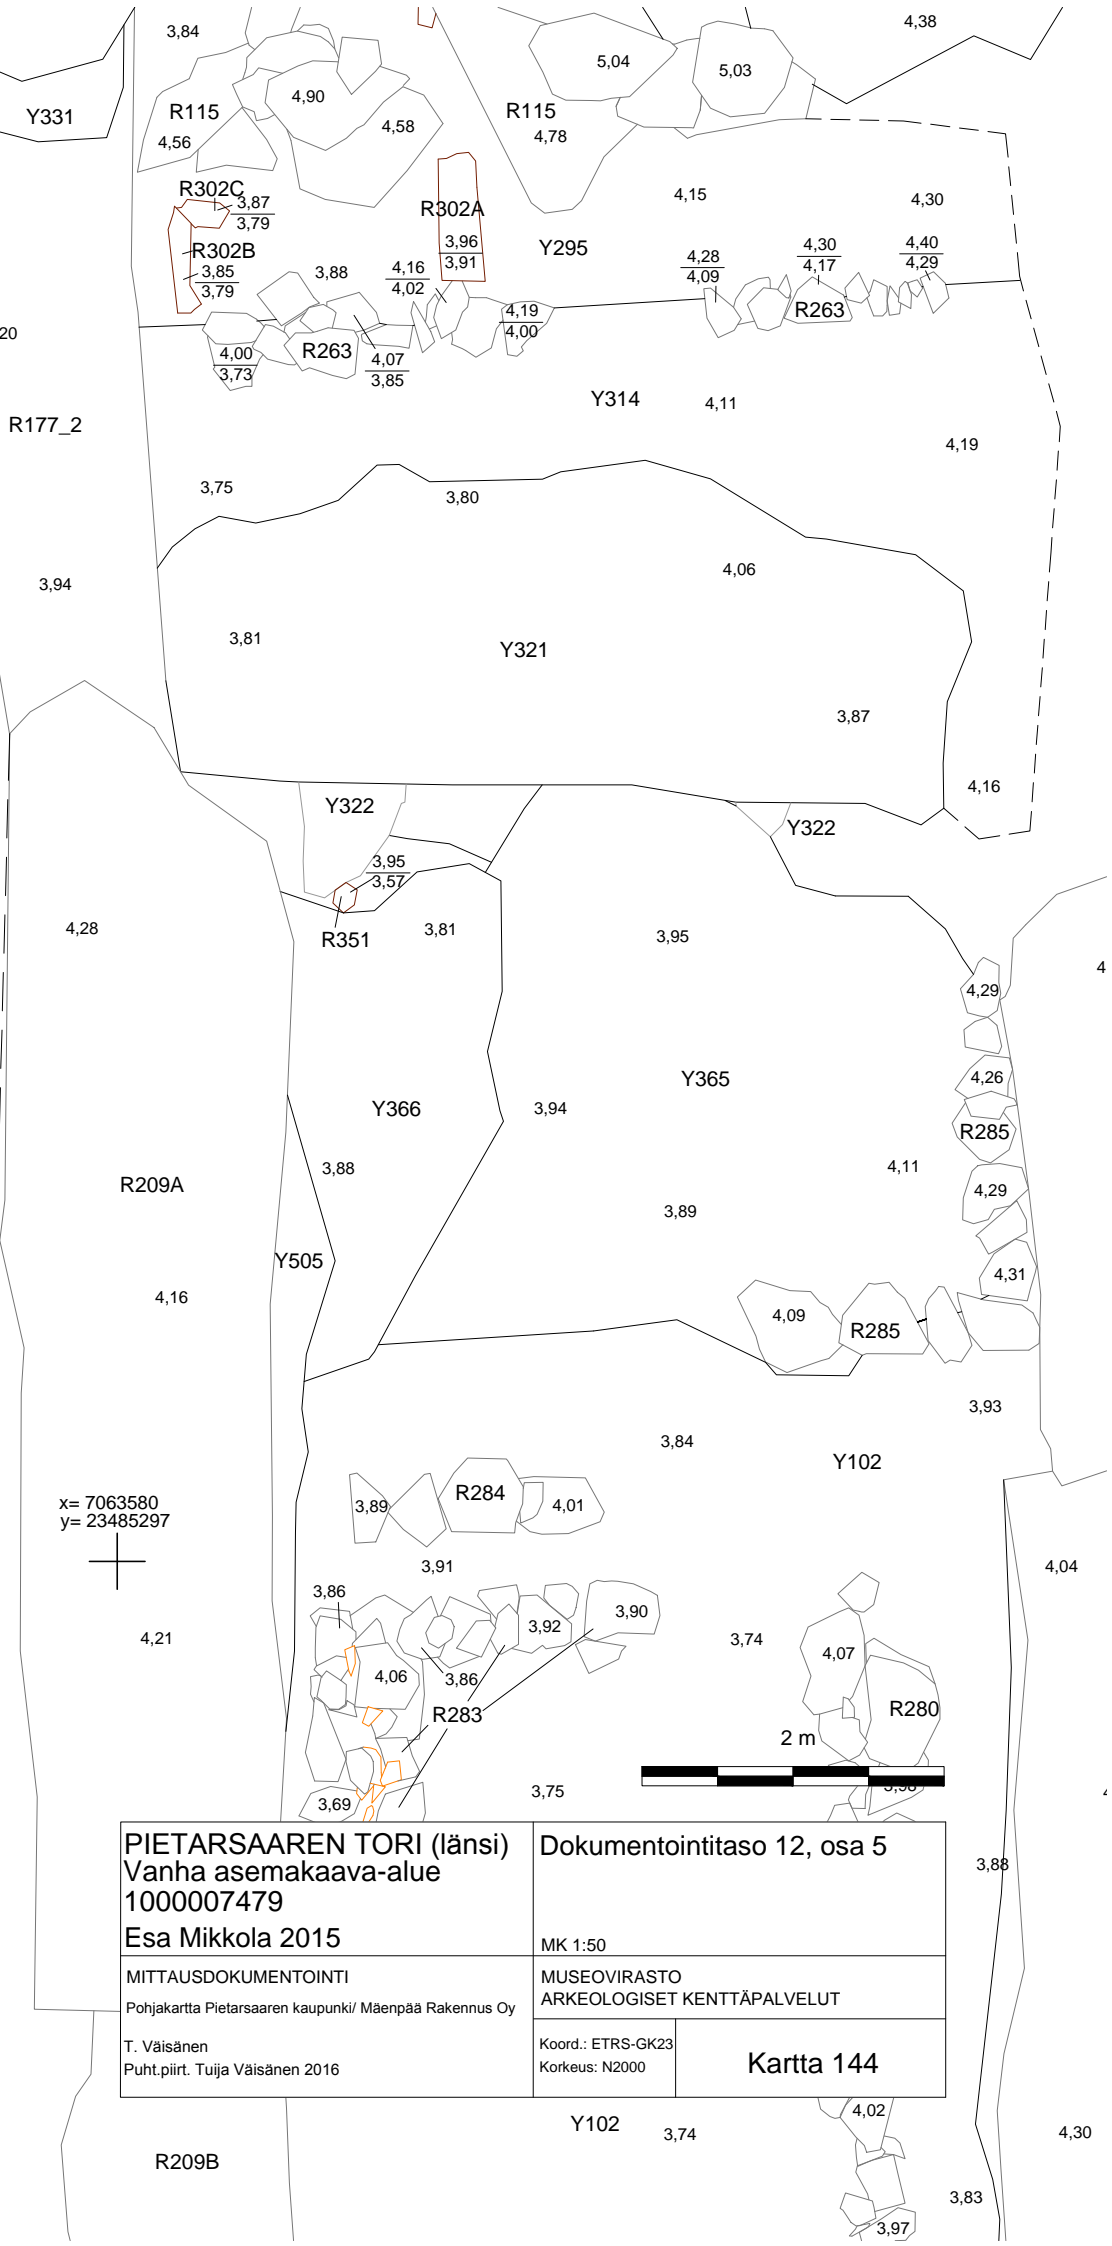 3,84
4,38
5,04
5,03
Y331
R115
4,90
4,58
R115
4,56
4,78
R302C
3,87
3,79
R302A
4,15
4,30
R302B
3,85
3,79
3,96
3,91
Y295
3,88
4,16
4,02
4,28
4,09
4,30
4,17
4,40
4,29
R263
4,19
4,00
20
4,00
3,73
R263
4,07
3,85
Y314
4,11
R177_2
4,19
3,75
3,80
3,94
4,06
3,81
Y321
3,87
4,16
Y322
Y322
3,95
3,57
4,28
R351
3,81
3,95
4
4,29
4,26
Y365
Y366
3,94
R285
3,88
4,11
R209A
4,29
3,89
Y505
4,31
4,16
4,09
R285
3,93
3,84
Y102
R284
x= 7063580
y= 23485297
3,89
4,01
3,91
4,04
3,86
3,90
3,92
4,21
3,74
4,07
4,06
3,86
R280
R283
2 m
3,75
3,98
3,69
4
PIETARSAAREN TORI (länsi)
Vanha asemakaava-alue
1000007479
Esa Mikkola 2015
Dokumentointitaso 12, osa 5
MK 1:50
3,88
MITTAUSDOKUMENTOINTI
Pohjakartta Pietarsaaren kaupunki/ Mäenpää Rakennus Oy
T. Väisänen
Puht.piirt. Tuija Väisänen 2016
MUSEOVIRASTO
ARKEOLOGISET KENTTÄPALVELUT
Koord.: ETRS-GK23
Korkeus: N2000
Kartta 144
4,02
Y102
3,74
4,30
R209B
3,83
3,97